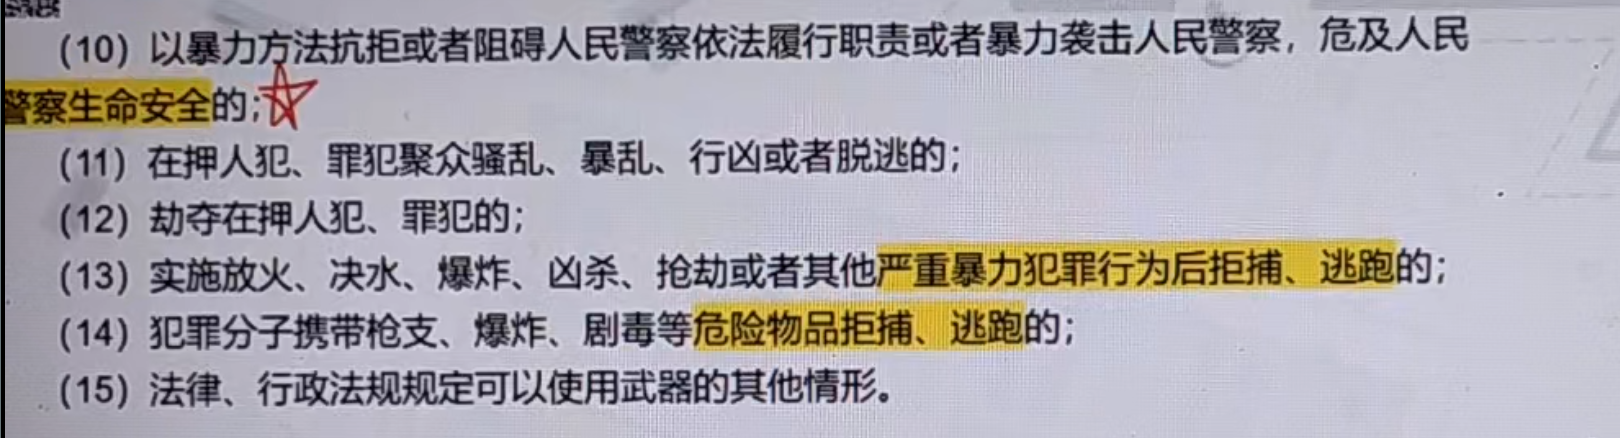 (10) 以暴力方法抗拒或者阻碍人民警察依法履行职责或者暴力袭击人民警察，危及人民
警察生命安全的；
(11) 在押人犯、罪犯聚众骚乱、暴乱、行凶或者脱逃的；
(12) 劫夺在押人犯、罪犯的；
(13) 实施放火、决水、爆炸、凶杀、抢劫或者其他严重暴力犯罪行为后拒捕、逃跑的；
(14) 犯罪分子携带枪支、爆炸、剧毒等危险物品拒捕、逃跑的；
(15) 法律、行政法规规定可以使用武器的其他情形。